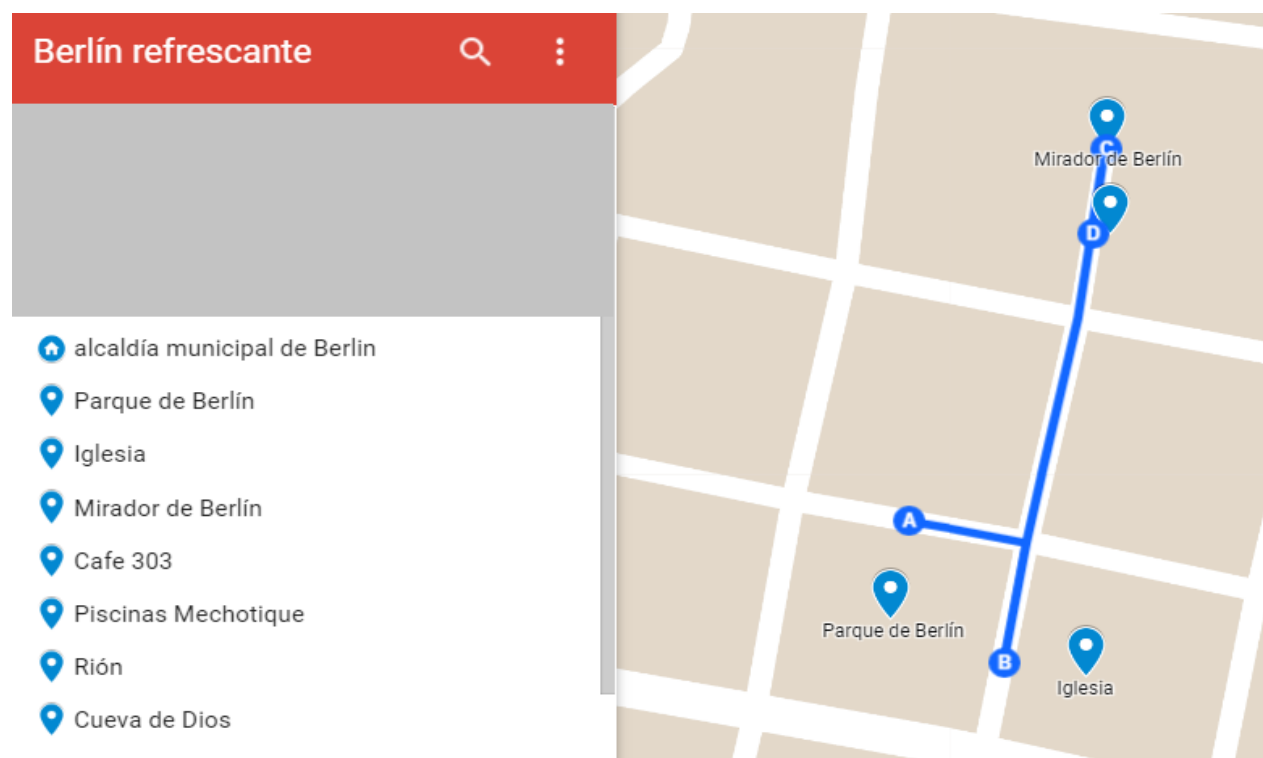 Berlín refrescante
alcaldía municipal de Berlin
Parque de Berlín
Iglesia
Mirador de Berlín
Cafe 303
Piscinas Mechotique
Rión
Cueva de Dios
C
Mirador de Berlín
D
A
Parque de Berlín
B
Iglesia